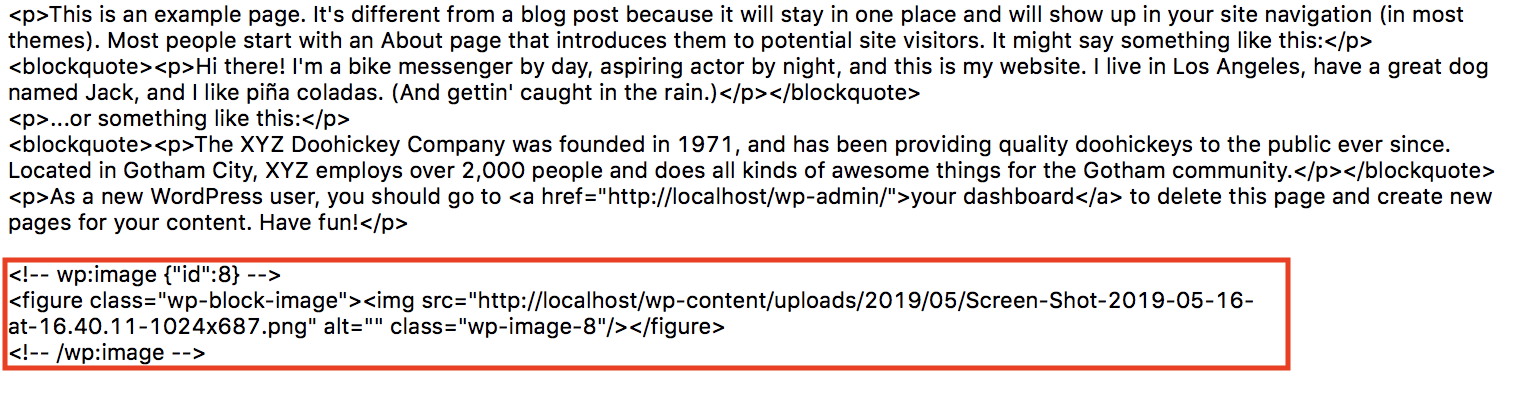 <p>This is an example page. It's different from a blog post because it will stay in one place and will show up in your site navigation (in most
themes). Most people start with an About page that introduces them to potential site visitors. It might say something like this:</p>
<blockquote><p>Hi there! I'm a bike messenger by day, aspiring actor by night, and this is my website. I live in Los Angeles, have a great dog
named Jack, and I like piña coladas. (And gettin' caught in the rain.)</p></blockquote>
<p>...or something like this:</p>
<blockquote><p>The XYZ Doohickey Company was founded in 1971, and has been providing quality doohickeys to the public ever since.
Located in Gotham City, XYZ employs over 2,000 people and does all kinds of awesome things for the Gotham community.</p></blockquote>
<p>As a new WordPress user, you should go to <a href="http://localhost/wp-admin/">your dashboard</a> to delete this page and create new
pages for your content. Have fun!</p>
<!-- wp:image {"id":8} -->
<figure class="wp-block-image"><img src="http://localhost/wp-content/uploads/2019/05/Screen-Shot-2019-05-16-
at-16.40.11-1024x687.png" alt="" class="wp-image-8"/></figure>
<!-- /wp:image -->